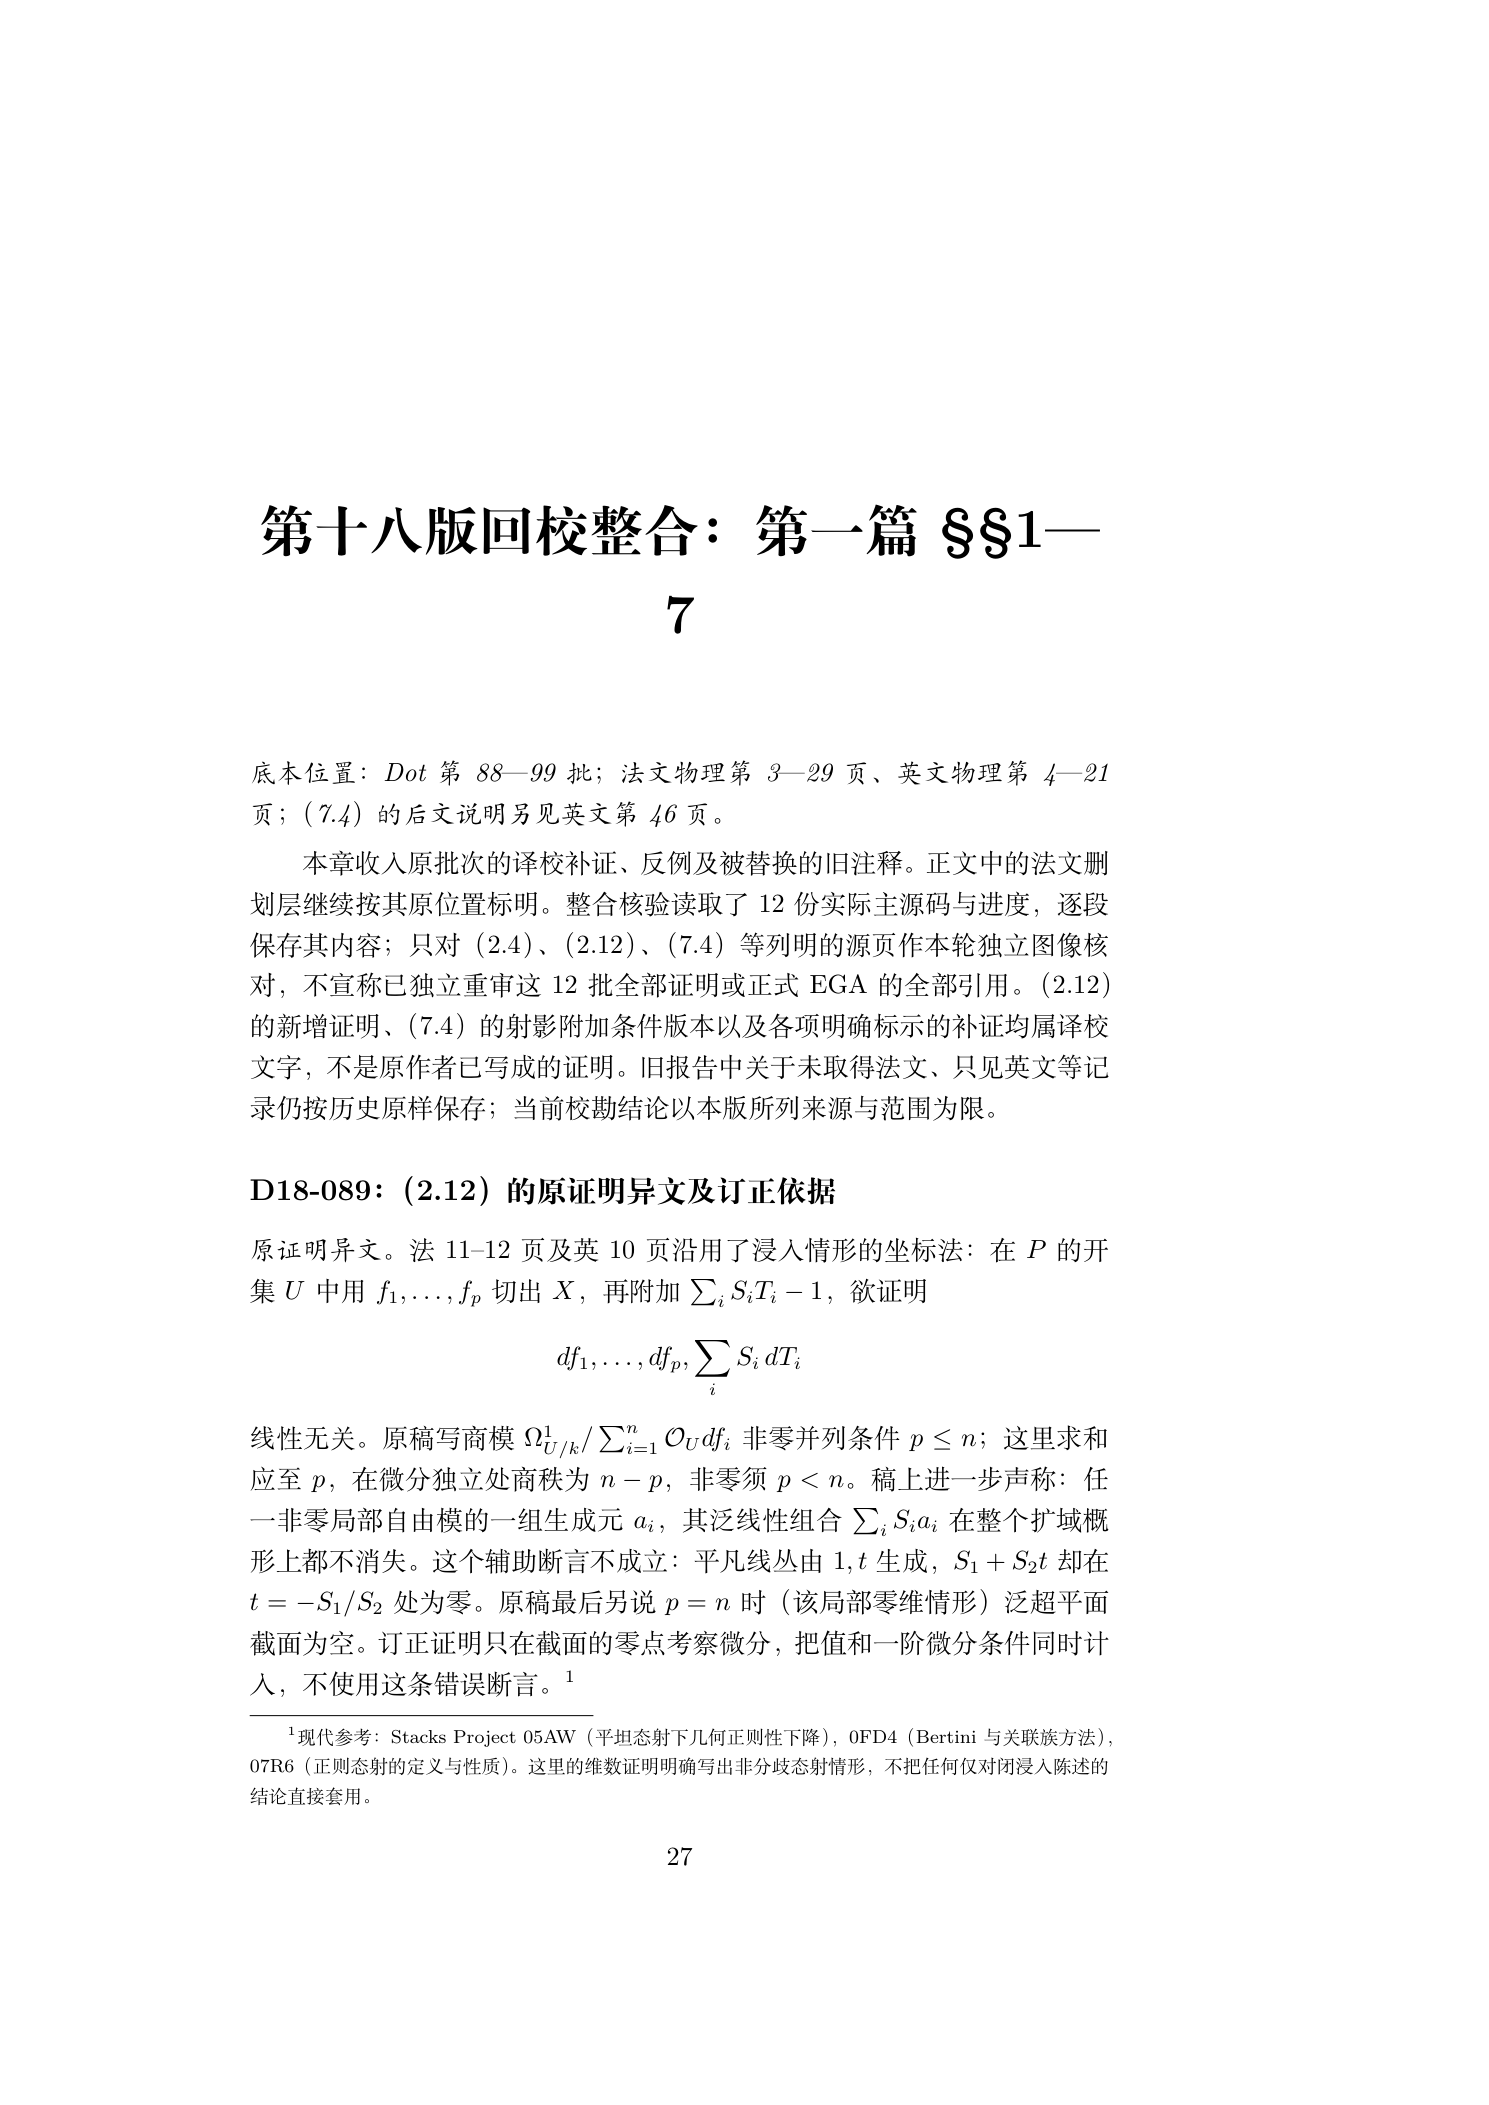 第十八版回校整合：第一篇 §§1—
7
底本位置：Dot 第 88—99 批；法文物理第 3—29 页、英文物理第 4—21
页；（7.4）的后文说明另见英文第 46 页。
本章收入原批次的译校补证、反例及被替换的旧注释。正文中的法文删
划层继续按其原位置标明。整合核验读取了 12 份实际主源码与进度，逐段
保存其内容；只对（2.4）、（2.12）、（7.4）等列明的源页作本轮独立图像核
对，不宣称已独立重审这 12 批全部证明或正式 EGA 的全部引用。（2.12）
的新增证明、（7.4）的射影附加条件版本以及各项明确标示的补证均属译校
文字，不是原作者已写成的证明。旧报告中关于未取得法文、只见英文等记
录仍按历史原样保存；当前校勘结论以本版所列来源与范围为限。
D18-089：（2.12）的原证明异文及订正依据
原证明异文。法 11–12 页及英 10 页沿用了浸入情形的坐标法：在 $P$ 的开
集 $U$ 中用 $f_1, \ldots, f_p$ 切出 $X$，再附加 $\sum_i S_i T_i - 1$，欲证明
$df_1, \ldots, df_p, \sum_i S_i \, dT_i$
线性无关。原稿写商模 $\Omega^1_{U/k} / \sum_{i=1}^n \mathcal{O}_U df_i$ 非零并列条件 $p \leq n$；这里求和
应至 $p$，在微分独立处商秩为 $n - p$，非零须 $p < n$。稿上进一步声称：任
一非零局部自由模的一组生成元 $a_i$，其泛线性组合 $\sum_i S_i a_i$ 在整个扩域概
形上都不消失。这个辅助断言不成立：平凡线丛由 $1, t$ 生成，$S_1 + S_2 t$ 却在
$t = -S_1/S_2$ 处为零。原稿最后另说 $p = n$ 时（该局部零维情形）泛超平面
截面为空。订正证明只在截面的零点考察微分，把值和一阶微分条件同时计
入，不使用这条错误断言。¹
¹现代参考：Stacks Project 05AW（平坦态射下几何正则性下降），0FD4（Bertini 与关联族方法），
07R6（正则态射的定义与性质）。这里的维数证明明确写出非分歧态射情形，不把任何仅对闭浸入陈述的
结论直接套用。
27